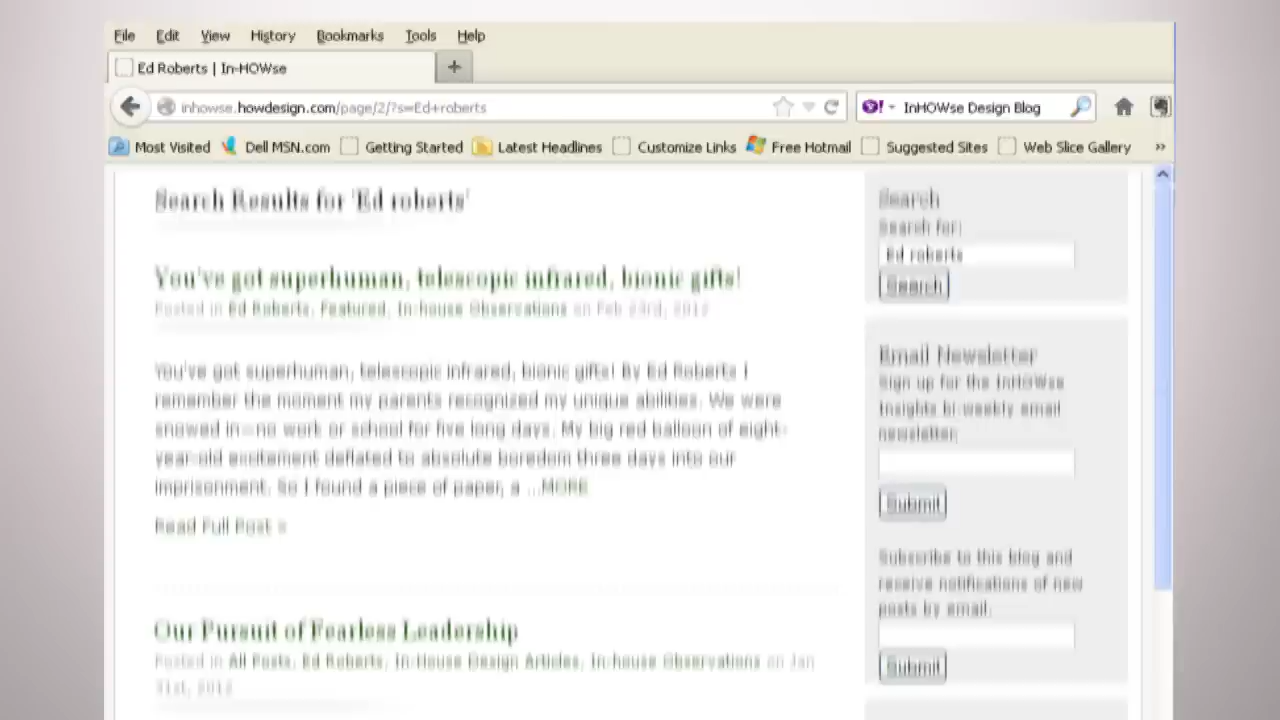 File Edit View History Bookmarks Tools Help
Ed Roberts | In-HOWse
inhowse.howdesign.com/page/2/?s=Ed+roberts
InHOWse Design Blog
Most Visited Dell MSN.com Getting Started Latest Headlines Customize Links Free Hotmail Suggested Sites Web Slice Gallery »
Search Results for 'Ed roberts'
You've got superhuman, telescopic infrared, bionic gifts!
Posted in Ed Roberts, Featured, In-house Observations on Feb 23rd, 2012
You've got superhuman, telescopic infrared, bionic gifts! By Ed Roberts I
remember the moment my parents recognized my unique abilities. We were
snowed in—no work or school for five long days. My big red balloon of eight-
year-old excitement deflated to absolute boredom three days into our
imprisonment. So I found a piece of paper, a ...MORE
Read Full Post »
Our Pursuit of Fearless Leadership
Posted in All Posts, Ed Roberts, In-House Design Articles, In-house Observations on Jan
31st, 2012
Search
Search for:
Ed roberts
Search
Email Newsletter
Sign up for the InHOWse
Insights bi-weekly email
newsletter.
Submit
Subscribe to this blog and
receive notifications of new
posts by email.
Submit